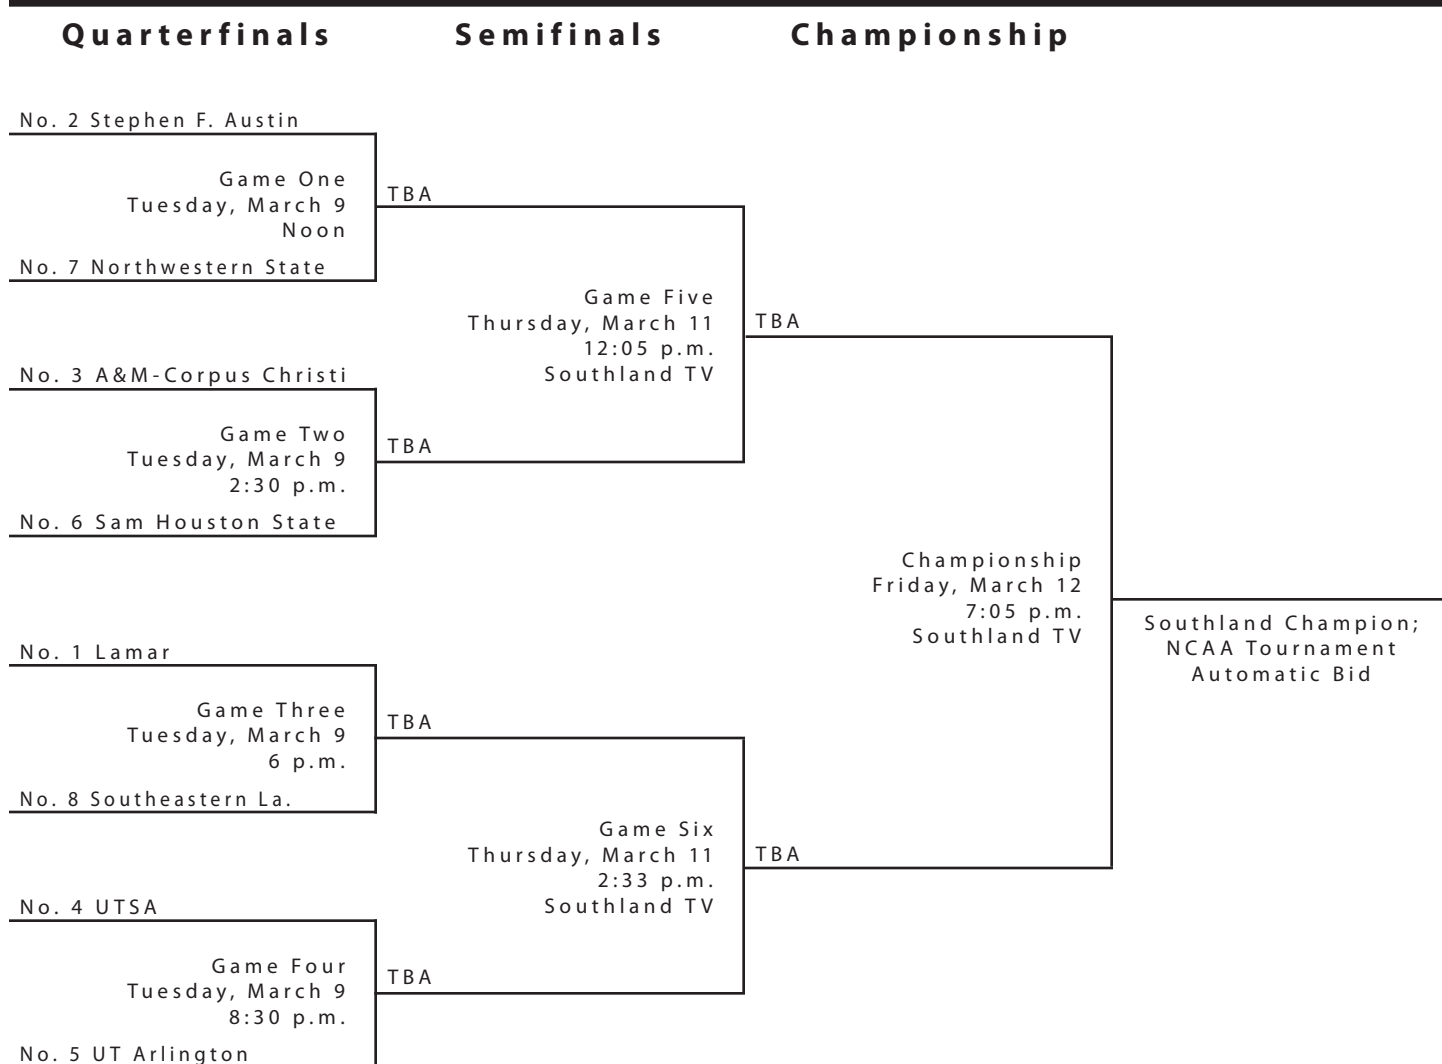 Quarterfinals
Semifinals
Championship
No. 2 Stephen F. Austin
Game One
Tuesday, March 9
Noon
No. 7 Northwestern State
TBA
No. 3 A&M-Corpus Christi
Game Two
Tuesday, March 9
2:30 p.m.
No. 6 Sam Houston State
TBA
Game Five
Thursday, March 11
12:05 p.m.
Southland TV
TBA
No. 1 Lamar
Game Three
Tuesday, March 9
6 p.m.
No. 8 Southeastern La.
TBA
No. 4 UTSA
Game Four
Tuesday, March 9
8:30 p.m.
No. 5 UT Arlington
TBA
Game Six
Thursday, March 11
2:33 p.m.
Southland TV
TBA
Championship
Friday, March 12
7:05 p.m.
Southland TV
Southland Champion;
NCAA Tournament
Automatic Bid